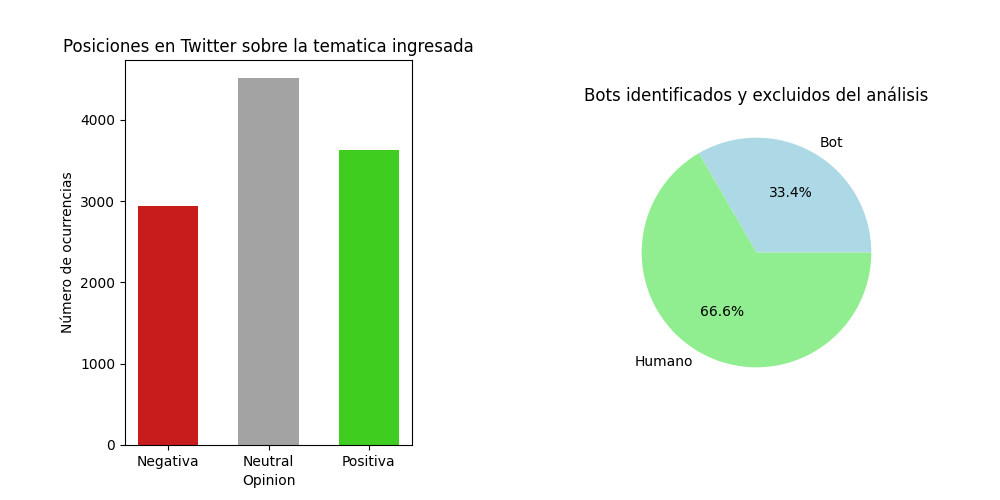 Posiciones en Twitter sobre la tematica ingresada
Número de ocurrencias
4000
3000
2000
1000
0
Negativa
Neutral
Positiva
Opinion
Bots identificados y excluidos del análisis
Bot
33.4%
66.6%
Humano